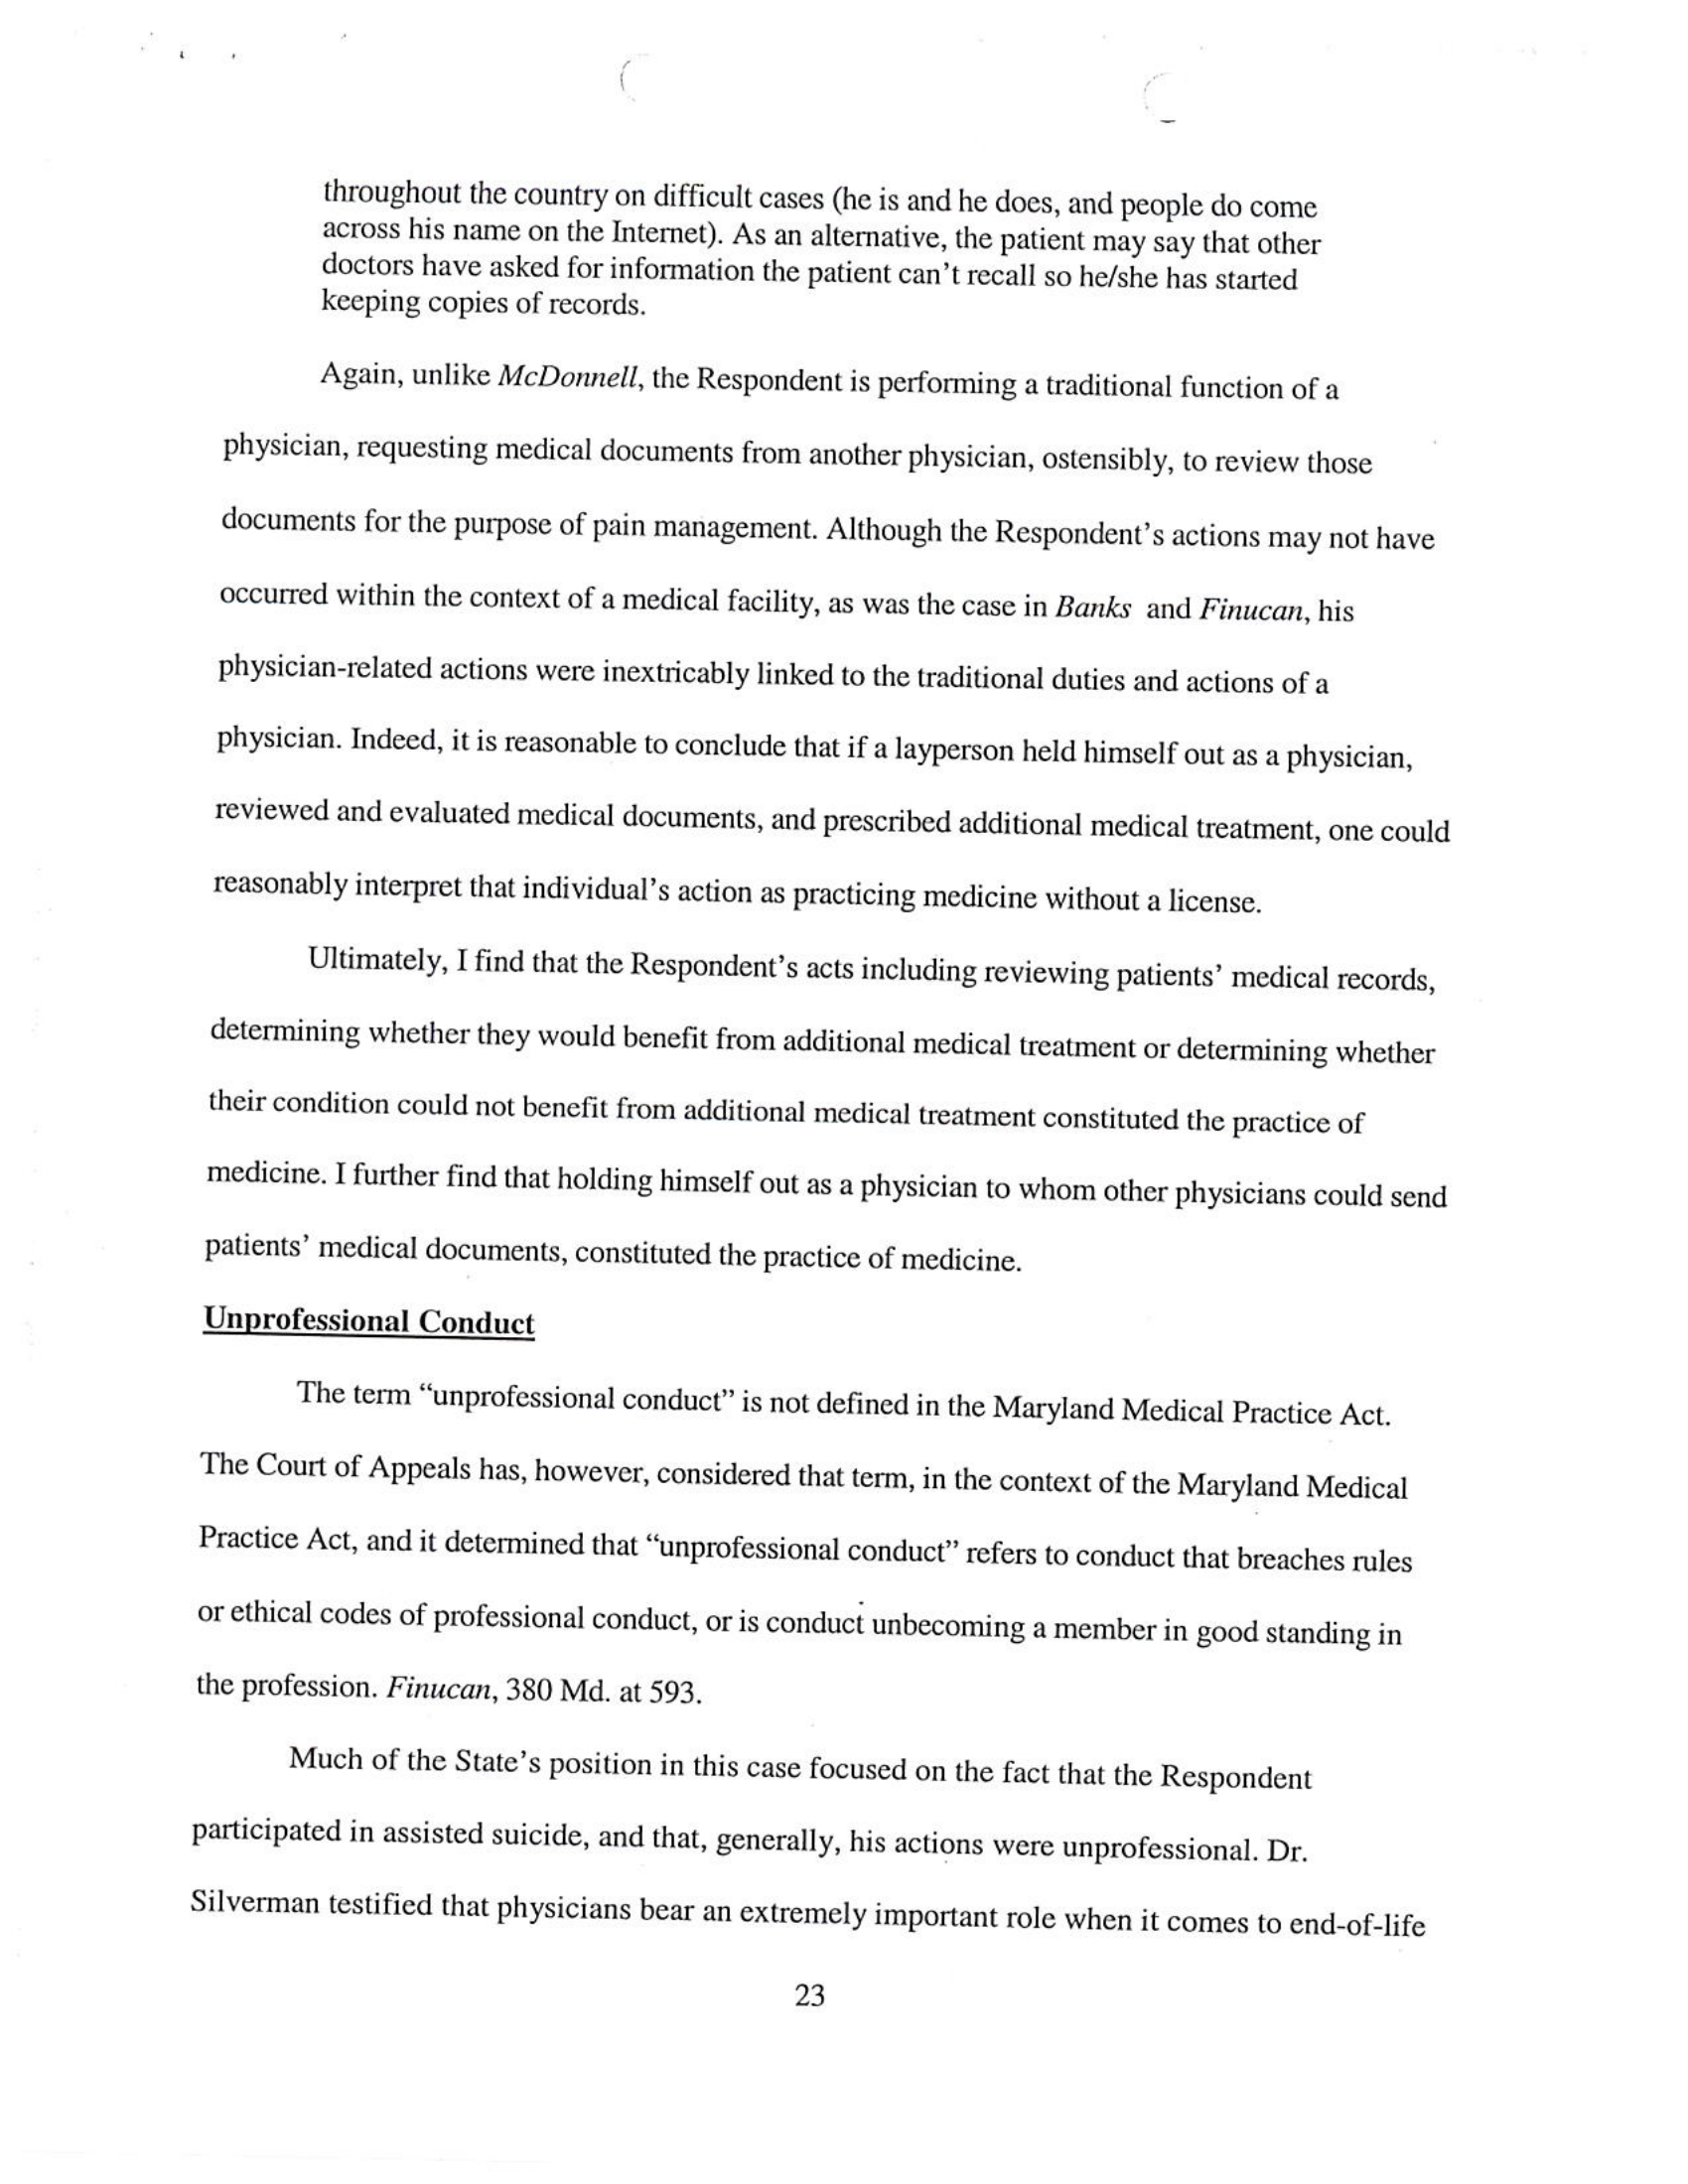 throughout the country on difficult cases (he is and he does, and people do come
across his name on the Internet). As an alternative, the patient may say that other
doctors have asked for information the patient can't recall so he/she has started
keeping copies of records.
Again, unlike McDonnell, the Respondent is performing a traditional function of a
physician, requesting medical documents from another physician, ostensibly, to review those
documents for the purpose of pain management. Although the Respondent's actions may not have
occurred within the context of a medical facility, as was the case in Banks and Finucan, his
physician-related actions were inextricably linked to the traditional duties and actions of a
physician. Indeed, it is reasonable to conclude that if a layperson held himself out as a physician,
reviewed and evaluated medical documents, and prescribed additional medical treatment, one could
reasonably interpret that individual's action as practicing medicine without a license.
Ultimately, I find that the Respondent's acts including reviewing patients' medical records,
determining whether they would benefit from additional medical treatment or determining whether
their condition could not benefit from additional medical treatment constituted the practice of
medicine. I further find that holding himself out as a physician to whom other physicians could send
patients' medical documents, constituted the practice of medicine.
Unprofessional Conduct
The term “unprofessional conduct” is not defined in the Maryland Medical Practice Act.
The Court of Appeals has, however, considered that term, in the context of the Maryland Medical
Practice Act, and it determined that “unprofessional conduct” refers to conduct that breaches rules
or ethical codes of professional conduct, or is conduct unbecoming a member in good standing in
the profession. Finucan, 380 Md. at 593.
Much of the State's position in this case focused on the fact that the Respondent
participated in assisted suicide, and that, generally, his actions were unprofessional. Dr.
Silverman testified that physicians bear an extremely important role when it comes to end-of-life
23